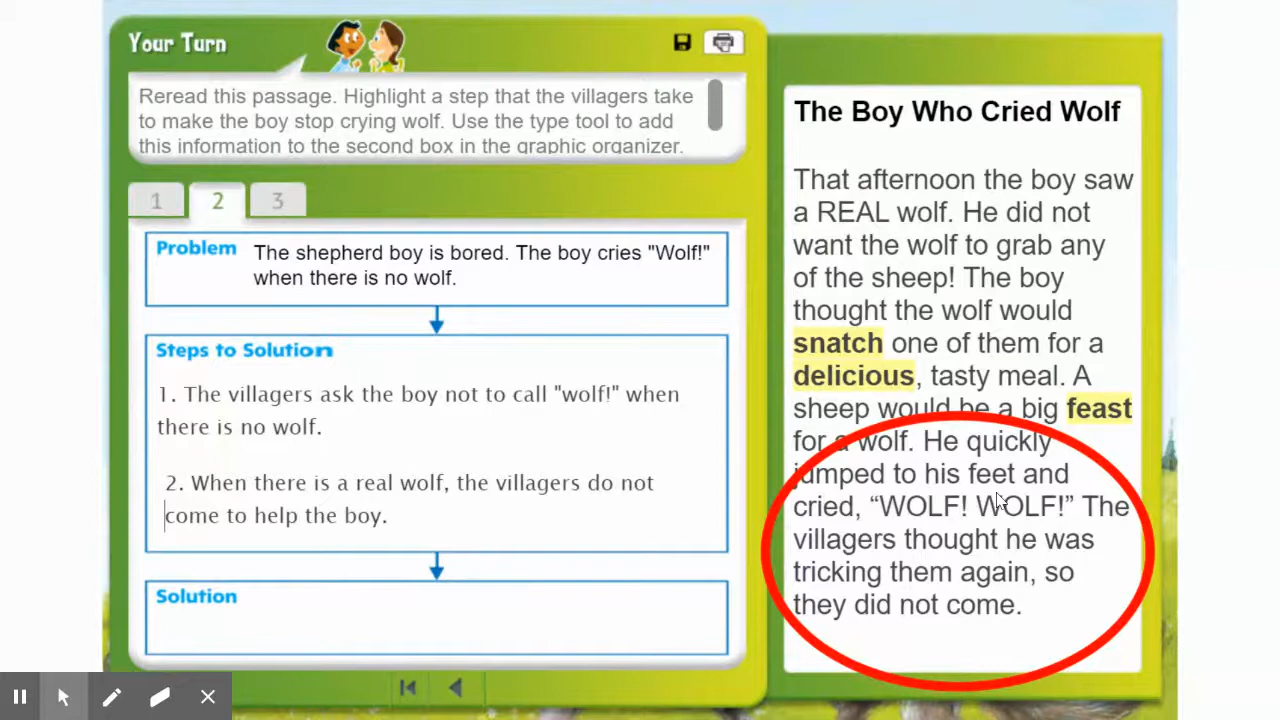 Your Turn
Reread this passage. Highlight a step that the villagers take
to make the boy stop crying wolf. Use the type tool to add
this information to the second box in the graphic organizer.
1 2 3
Problem
The shepherd boy is bored. The boy cries "Wolf!"
when there is no wolf.
Steps to Solution
1. The villagers ask the boy not to call "wolf!" when
there is no wolf.
2. When there is a real wolf, the villagers do not
come to help the boy.
Solution
The Boy Who Cried Wolf
That afternoon the boy saw
a REAL wolf. He did not
want the wolf to grab any
of the sheep! The boy
thought the wolf would
snatch one of them for a
delicious, tasty meal. A
sheep would be a big feast
for a wolf. He quickly
jumped to his feet and
cried, “WOLF! WOLF!” The
villagers thought he was
tricking them again, so
they did not come.